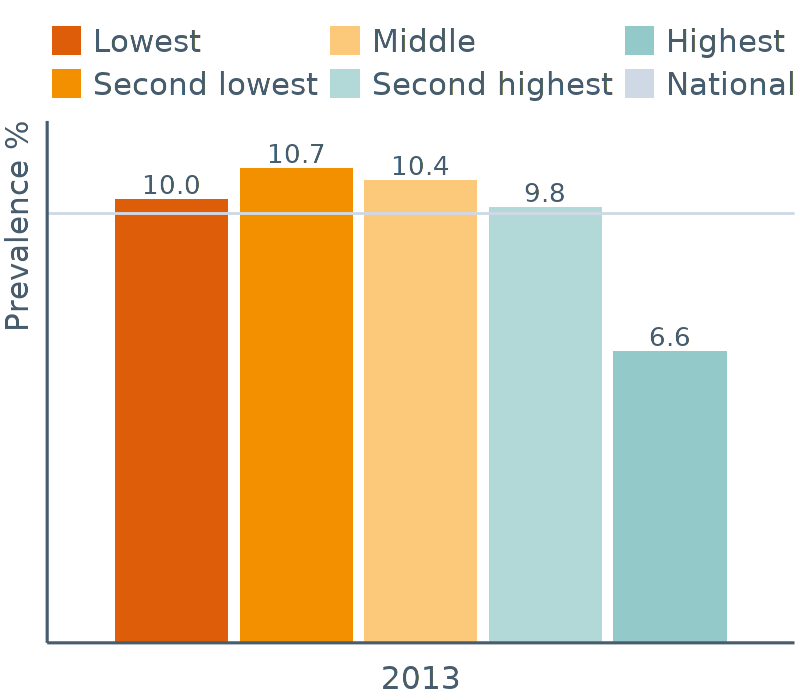 Lowest
Middle
Highest
Second lowest
Second highest
National
Prevalence %
10.0
10.7
10.4
9.8
6.6
2013